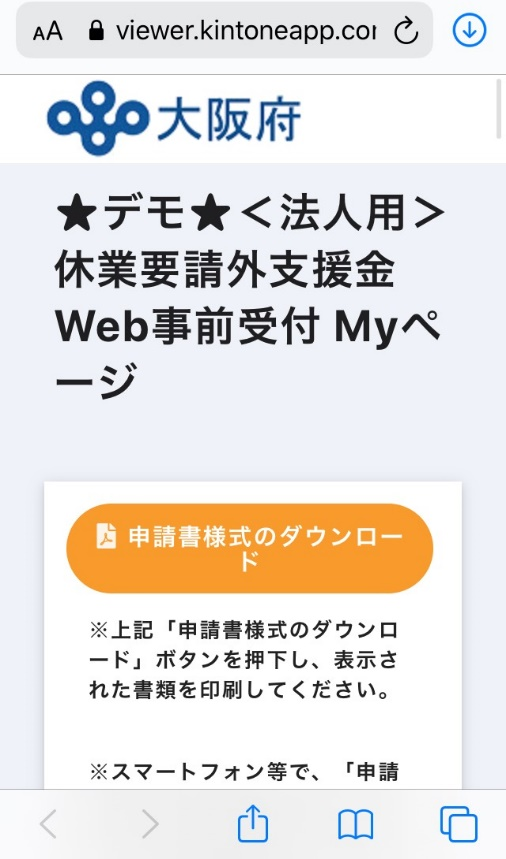 AA viewer.kintoneapp.cor
大阪府
★デモ★＜法人用＞
休業要請外支援金
Web事前受付 Myペ
ージ
申請書様式のダウンロー
ド
※上記「申請書様式のダウンロ
ード」ボタンを押下し、表示さ
れた書類を印刷してください。
※スマートフォン等で、「申請